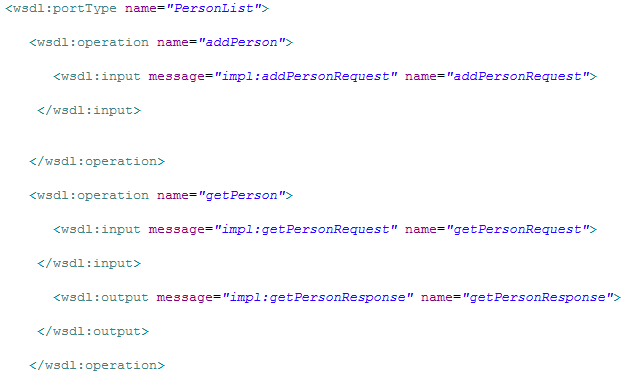 <wsdl:portType name="PersonList">
<wsdl:operation name="addPerson">
<wsdl:input message="impl:addPersonRequest" name="addPersonRequest">
</wsdl:input>
</wsdl:operation>
<wsdl:operation name="getPerson">
<wsdl:input message="impl:getPersonRequest" name="getPersonRequest">
</wsdl:input>
<wsdl:output message="impl:getPersonResponse" name="getPersonResponse">
</wsdl:output>
</wsdl:operation>